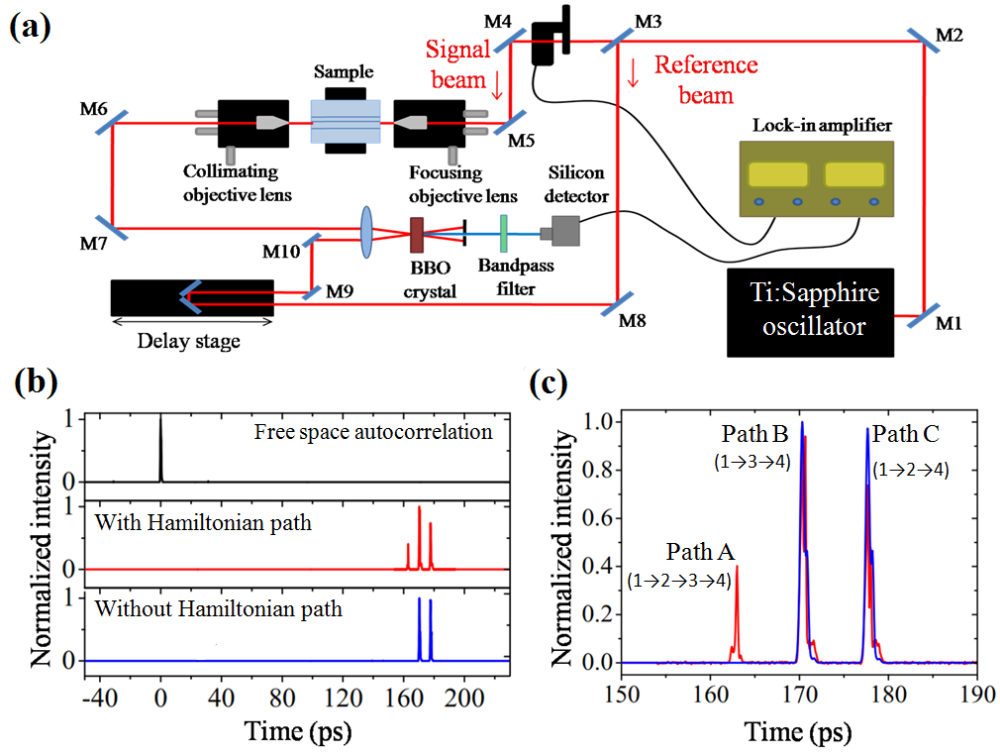 (a)
M4
M3
M2
Signal
beam
Reference
beam
Sample
M6
M5
Lock-in amplifier
Collimating
objective lens
Focusing
objective lens
Silicon
detector
M7
M10
BBO
crystal
Bandpass
filter
M9
M8
Ti:Sapphire
oscillator
M1
Delay stage
(b)
Normalized intensity
1
0
Free space autocorrelation
1
0
With Hamiltonian path
1
0
Without Hamiltonian path
-40 0 40 80 120 160 200
Time (ps)
(c)
Normalized intensity
1.0
0.8
0.6
0.4
0.2
0.0
Path B
(1→3→4)
Path C
(1→2→4)
Path A
(1→2→3→4)
150 160 170 180 190
Time (ps)